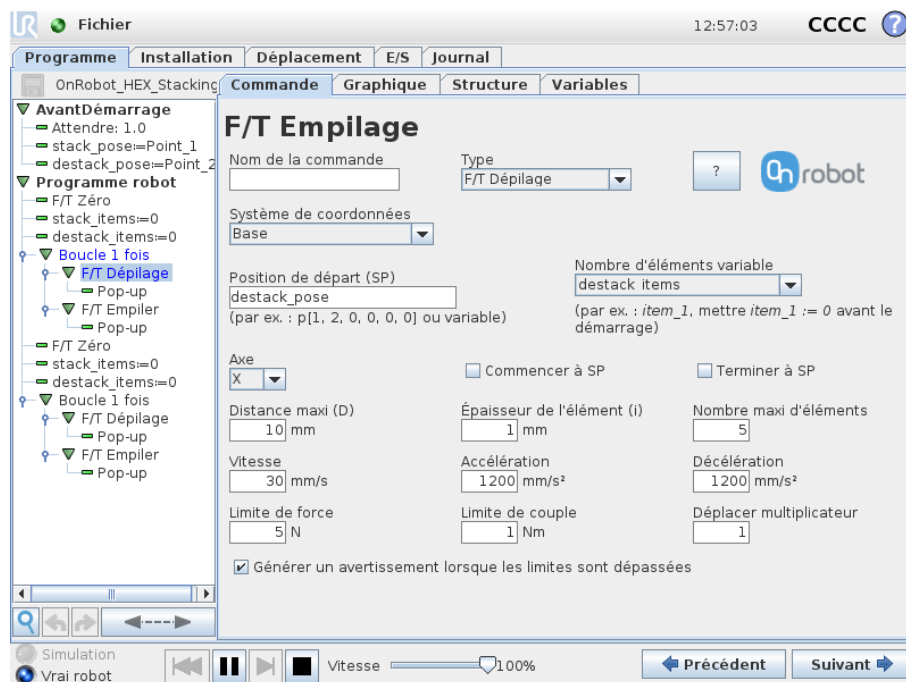 UR Fichier 12:57:03 CCCC ?
Programme Installation Déplacement E/S Journal
OnRobot_HEX_Stacking Commande Graphique Structure Variables
AvantDémarrage
Attendre: 1.0
stack_pose:=Point_1
destack_pose:=Point_2
Programme robot
F/T Zéro
stack_items:=0
destack_items:=0
Boucle 1 fois
F/T Dépilage
Pop-up
F/T Empiler
Pop-up
F/T Zéro
stack_items:=0
destack_items:=0
Boucle 1 fois
F/T Dépilage
Pop-up
F/T Empiler
Pop-up
F/T Empilage
Nom de la commande Type
F/T Dépilage ? On robot
Système de coordonnées
Base
Position de départ (SP) Nombre d'éléments variable
destack_pose destack_items
(par ex. : p[1, 2, 0, 0, 0, 0] ou variable) (par ex. : item_1, mettre item_1 := 0 avant le
démarrage)
Axe
X Commencer à SP Terminer à SP
Distance maxi (D) Épaisseur de l'élément (i) Nombre maxi d'éléments
10 mm 1 mm 5
Vitesse Accélération Décélération
30 mm/s 1200 mm/s² 1200 mm/s²
Limite de force Limite de couple Déplacer multiplicateur
5 N 1 Nm 1
Générer un avertissement lorsque les limites sont dépassées
Simulation
Vrai robot Vitesse 100% Précédent Suivant